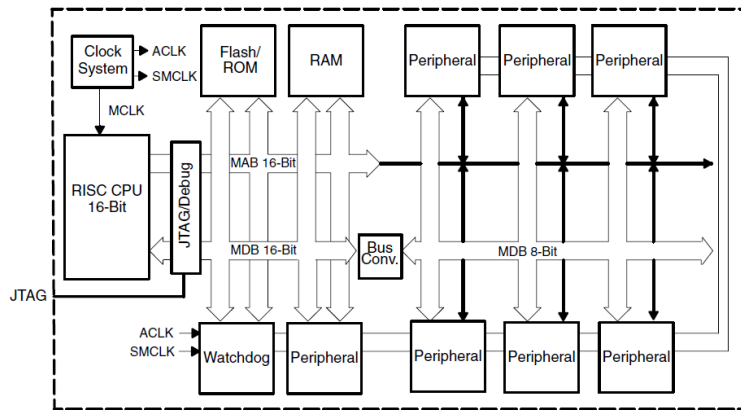 Clock
System
ACLK
SMCLK
MCLK
Flash/
ROM
RAM
Peripheral
Peripheral
Peripheral
RISC CPU
16-Bit
JTAG/Debug
MAB 16-Bit
MDB 16-Bit
Bus
Conv.
MDB 8-Bit
JTAG
ACLK
SMCLK
Watchdog
Peripheral
Peripheral
Peripheral
Peripheral